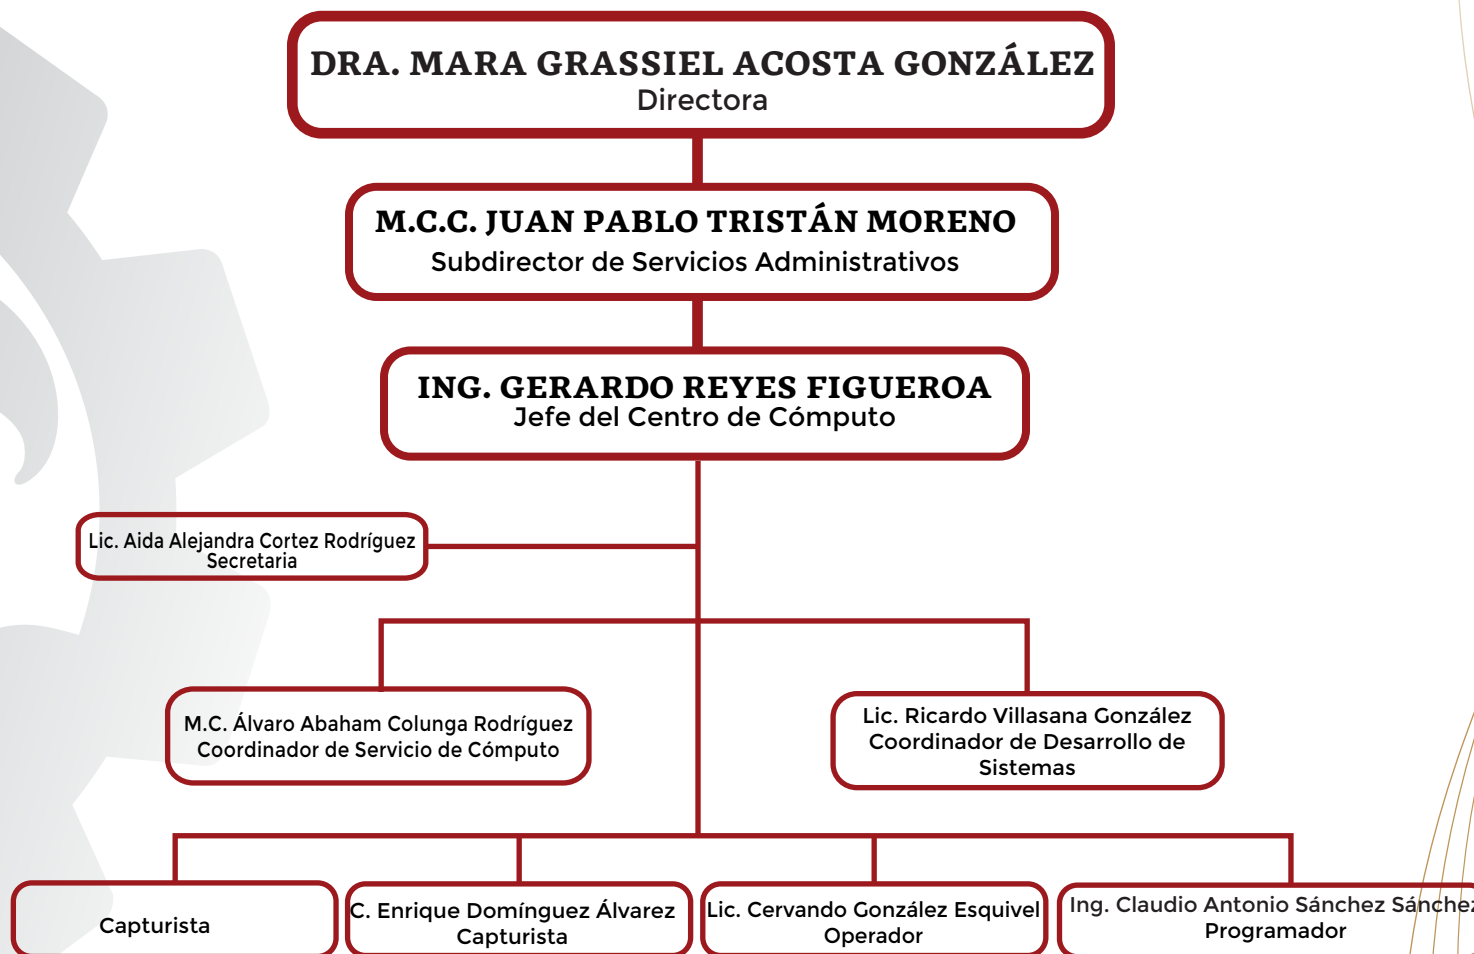 DRA. MARA GRASSIEL ACOSTA GONZÁLEZ
Directora
M.C.C. JUAN PABLO TRISTÁN MORENO
Subdirector de Servicios Administrativos
ING. GERARDO REYES FIGUEROA
Jefe del Centro de Cómputo
Lic. Aida Alejandra Cortez Rodríguez
Secretaria
M.C. Álvaro Abaham Colunga Rodríguez
Coordinador de Servicio de Cómputo
Lic. Ricardo Villasana González
Coordinador de Desarrollo de
Sistemas
Capturista
C. Enrique Domínguez Álvarez
Capturista
Lic. Cervando González Esquivel
Operador
Ing. Claudio Antonio Sánchez Sánchez
Programador